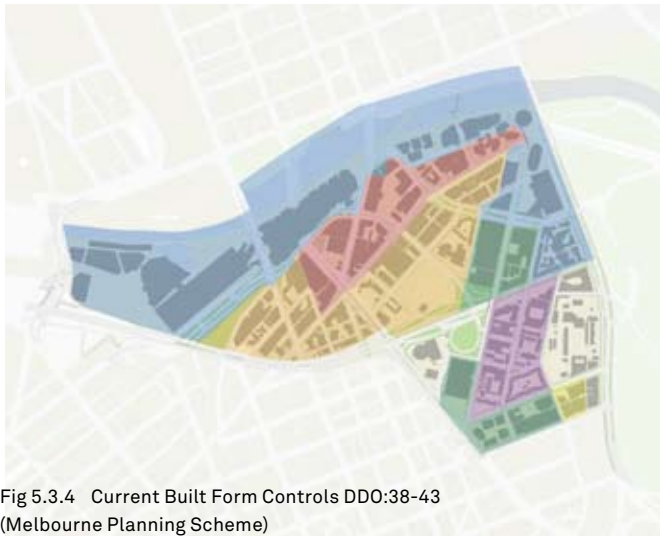 Fig 5.3.4 Current Built Form Controls DDO:38-43
(Melbourne Planning Scheme)